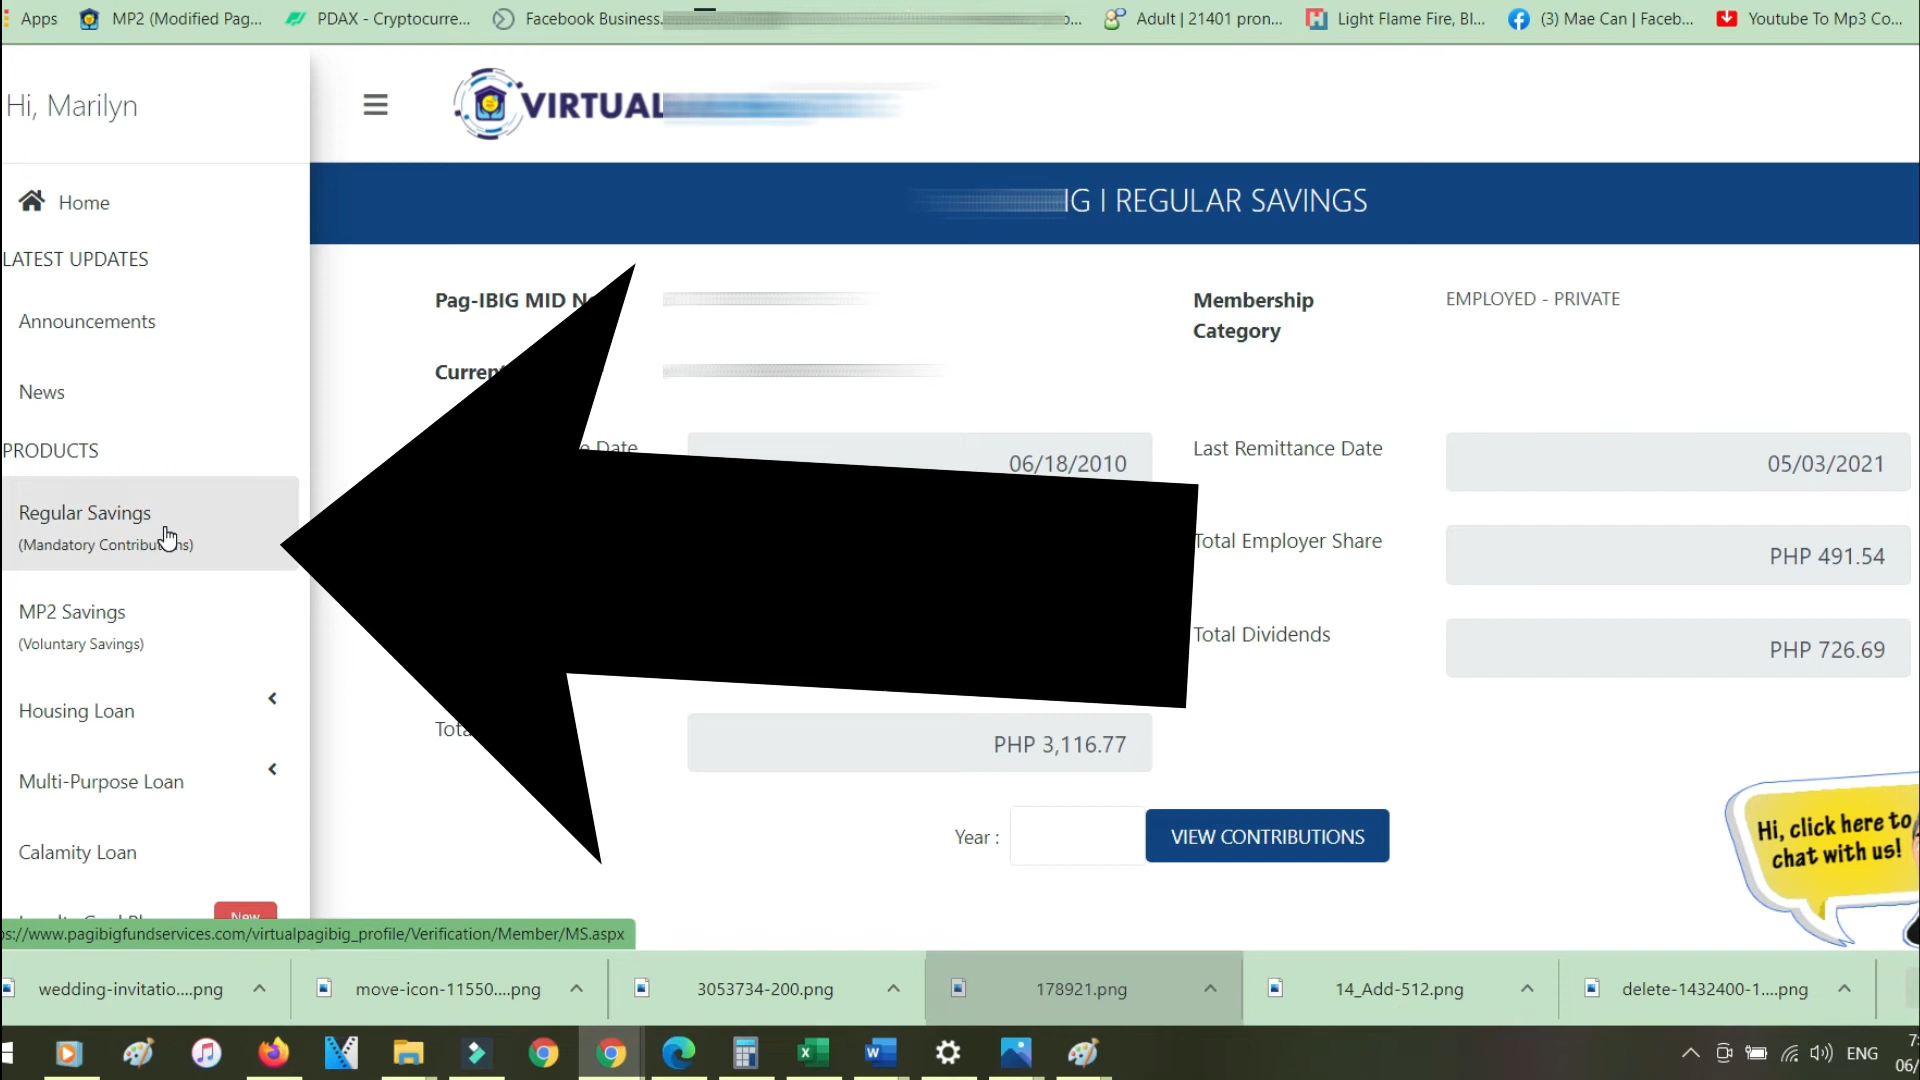 Apps MP2 (Modified Pag... PDAX - Cryptocurre... Facebook Business. Adult | 21401 pron... Light Flame Fire, Bl... (3) Mae Can | Faceb... Youtube To Mp3 Co...
Hi, Marilyn
VIRTUAL
IG | REGULAR SAVINGS
Home
LATEST UPDATES
Announcements
News
PRODUCTS
Regular Savings
(Mandatory
MP2 Savings
(Voluntary Savings)
Housing Loan
Multi-Purpose Loan
Calamity Loan
New
Pag-IBIG MID
Membership
Category
EMPLOYED - PRIVATE
Date
06/18/2010
Last Remittance Date
05/03/2021
Total Employer Share
PHP 491.54
Total Dividends
PHP 726.69
PHP 3,116.77
Year :
VIEW CONTRIBUTIONS
Hi, click here to
chat with us!
ps://www.pagibigfundservices.com/virtualpagibig_profile/Verification/Member/MS.aspx
wedding-invitatio....png move-icon-11550....png 3053734-200.png 178921.png 14_Add-512.png delete-1432400-1....png
ENG